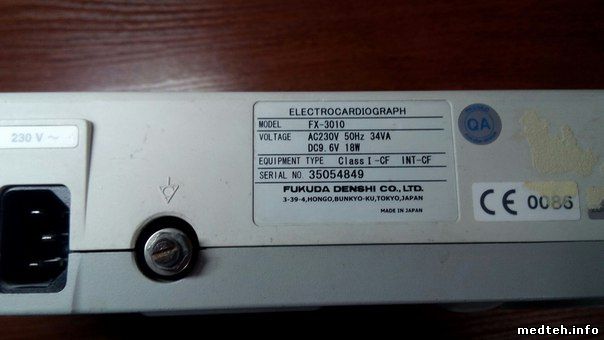 230 V ~
ELECTROCARDIOGRAPH
MODEL FX-3010
VOLTAGE AC230V 50Hz 34VA
DC9.6V 18W
EQUIPMENT TYPE Class I-CF INT-CF
SERIAL NO. 35054849
FUKUDA DENSHI CO., LTD.
3-39-4, HONGO, BUNKYO-KU, TOKYO, JAPAN
MADE IN JAPAN
QA
CE 0086
medteh.info